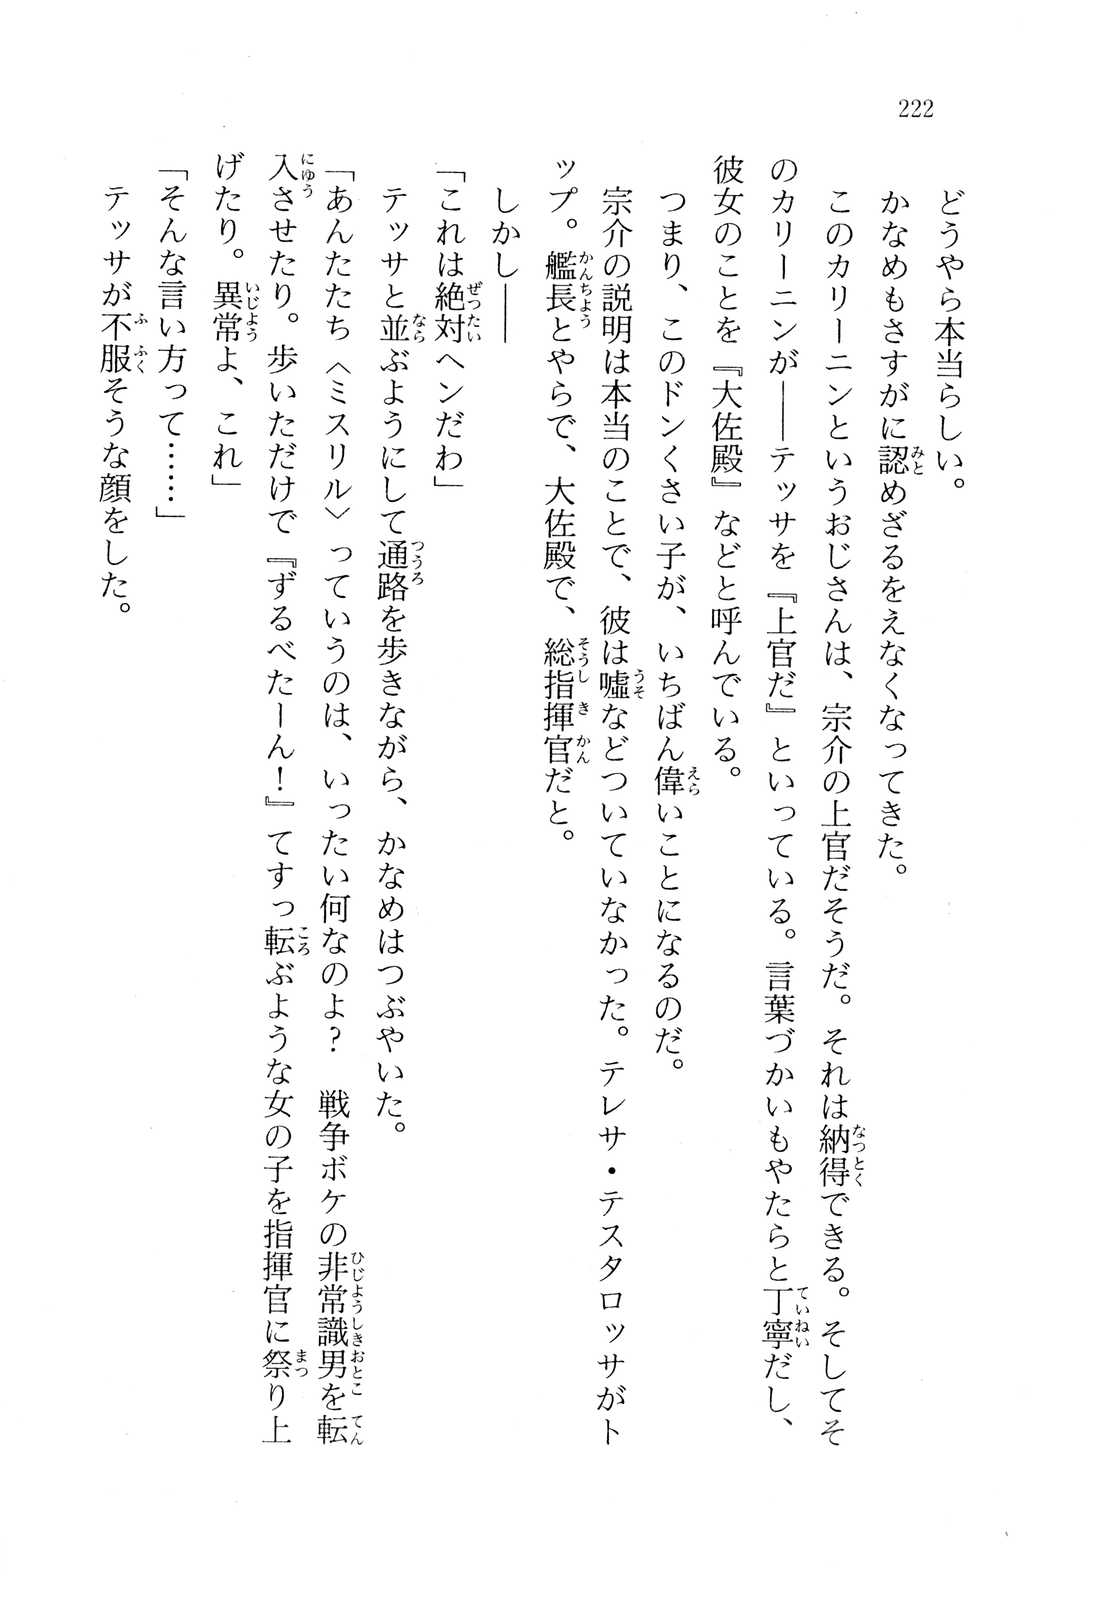 222
どうやら本当らしい。
かなめもさすがに認めざるをえなくなってきた。
このカリーニンというおじさんは、宗介の上官だそうだ。それは納得できる。そしてそ
のカリーニンが――テッサを『上官だ』といっている。言葉づかいもやたらと丁寧だし、
彼女のことを『大佐殿』などと呼んでいる。
つまり、このドンくさい子が、いちばん偉いことになるのだ。
宗介の説明は本当のことで、彼は嘘などついていなかった。テレサ・テスタロッサがト
ップ。艦長とやらで、大佐殿で、総指揮官だと。
しかし――
「これは絶対ヘンだわ」
テッサと並ぶようにして通路を歩きながら、かなめはつぶやいた。
「あんたたち〈ミスリル〉っていうのは、いったい何なのよ？　戦争ボケの非常識男を転
入させたり。歩いただけで『ずるべたーん！』てすっ転ぶような女の子を指揮官に祭り上
げたり。異常よ、これ」
「そんな言い方って……」
テッサが不服そうな顔をした。